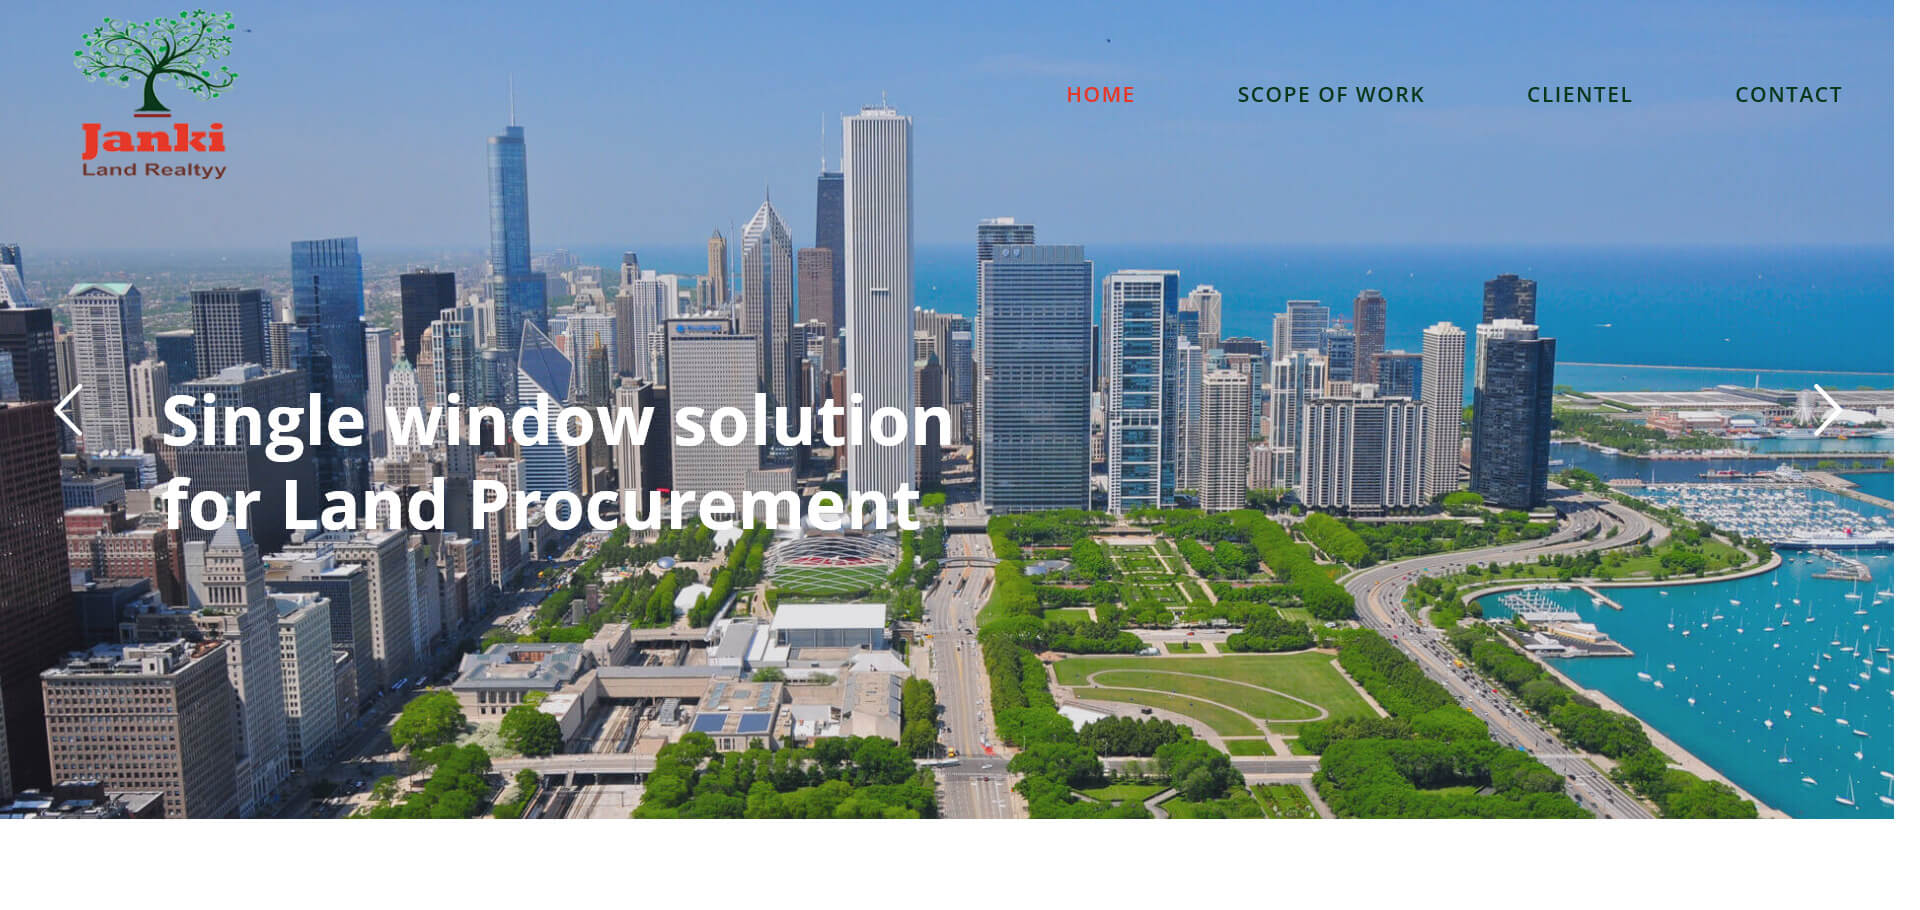 Janki
Land Realtyy
HOME
SCOPE OF WORK
CLIENTEL
CONTACT
Single window solution
for Land Procurement